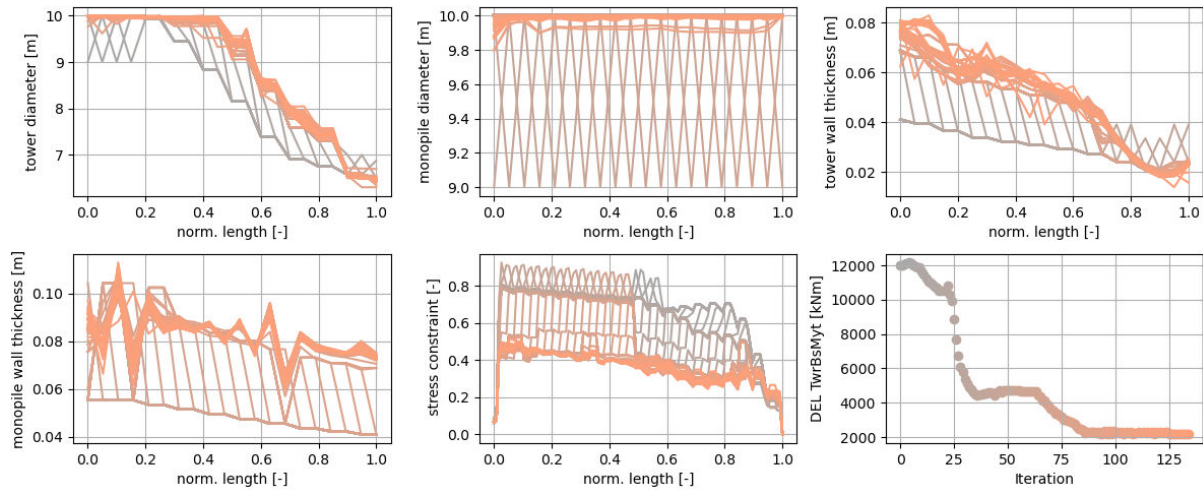 tower diameter [m]
10
9
8
7
0.0 0.2 0.4 0.6 0.8 1.0
norm. length [-]
monopile diameter [m]
10.0
9.8
9.6
9.4
9.2
9.0
0.0 0.2 0.4 0.6 0.8 1.0
norm. length [-]
tower wall thickness [m]
0.08
0.06
0.04
0.02
0.0 0.2 0.4 0.6 0.8 1.0
norm. length [-]
monopile wall thickness [m]
0.10
0.08
0.06
0.04
0.0 0.2 0.4 0.6 0.8 1.0
norm. length [-]
stress constraint [-]
0.8
0.6
0.4
0.2
0.0
0.0 0.2 0.4 0.6 0.8 1.0
norm. length [-]
DEL TwrBsMyt [kNm]
12000
10000
8000
6000
4000
2000
0 25 50 75 100 125
Iteration